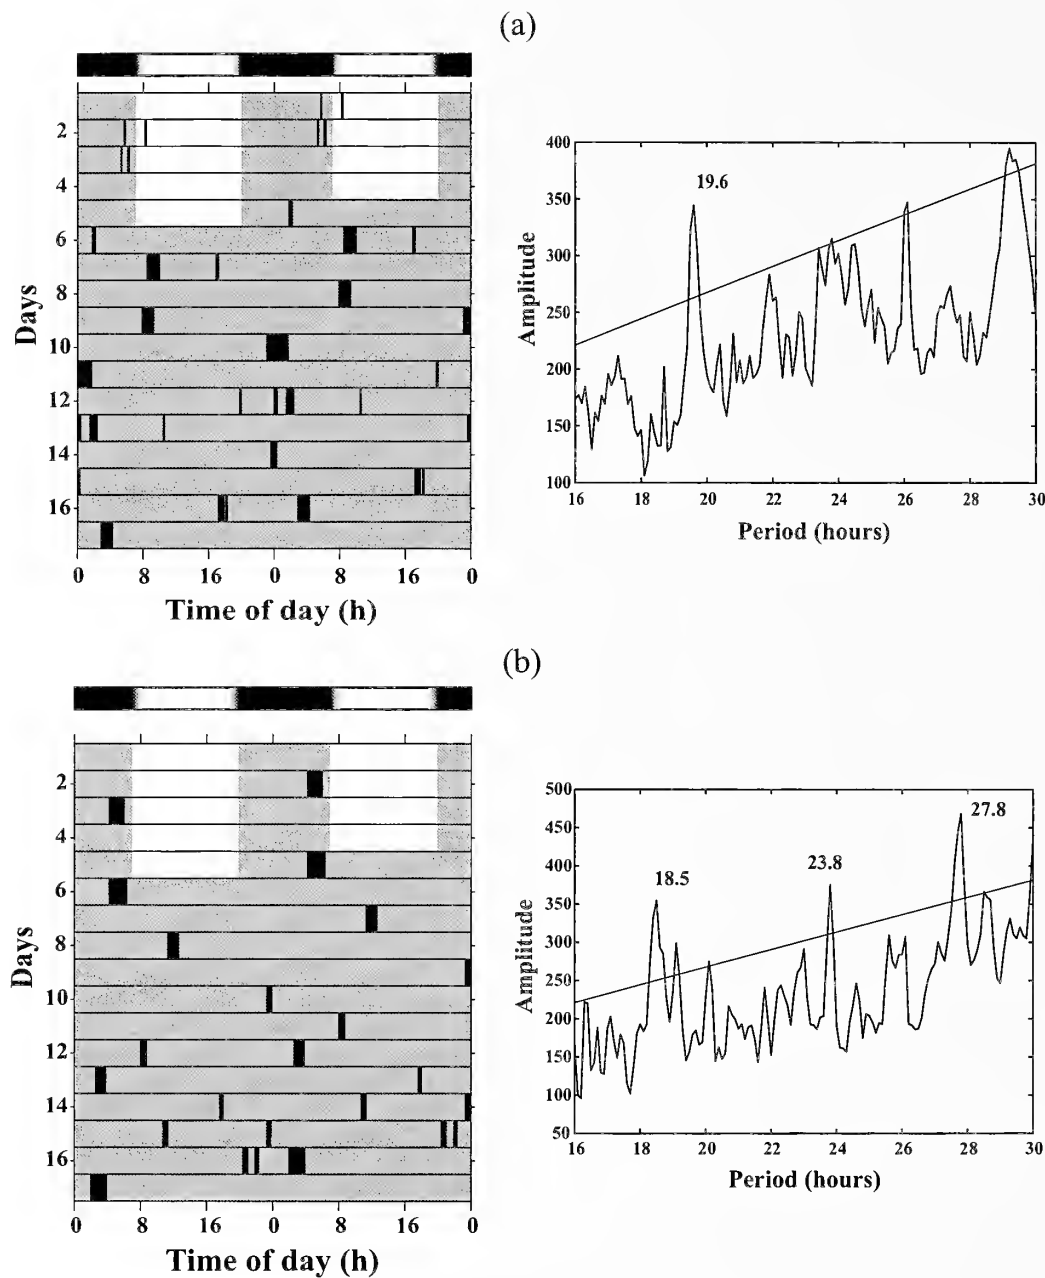 (a)
Days
2
4
6
8
10
12
14
16
0 8 16 0 8 16 0
Time of day (h)
Amplitude
400
350
300
250
200
150
100
19.6
16 18 20 22 24 26 28 30
Period (hours)
(b)
Days
2
4
6
8
10
12
14
16
0 8 16 0 8 16 0
Time of day (h)
Amplitude
500
450
400
350
300
250
200
150
100
50
18.5
23.8
27.8
16 18 20 22 24 26 28 30
Period (hours)